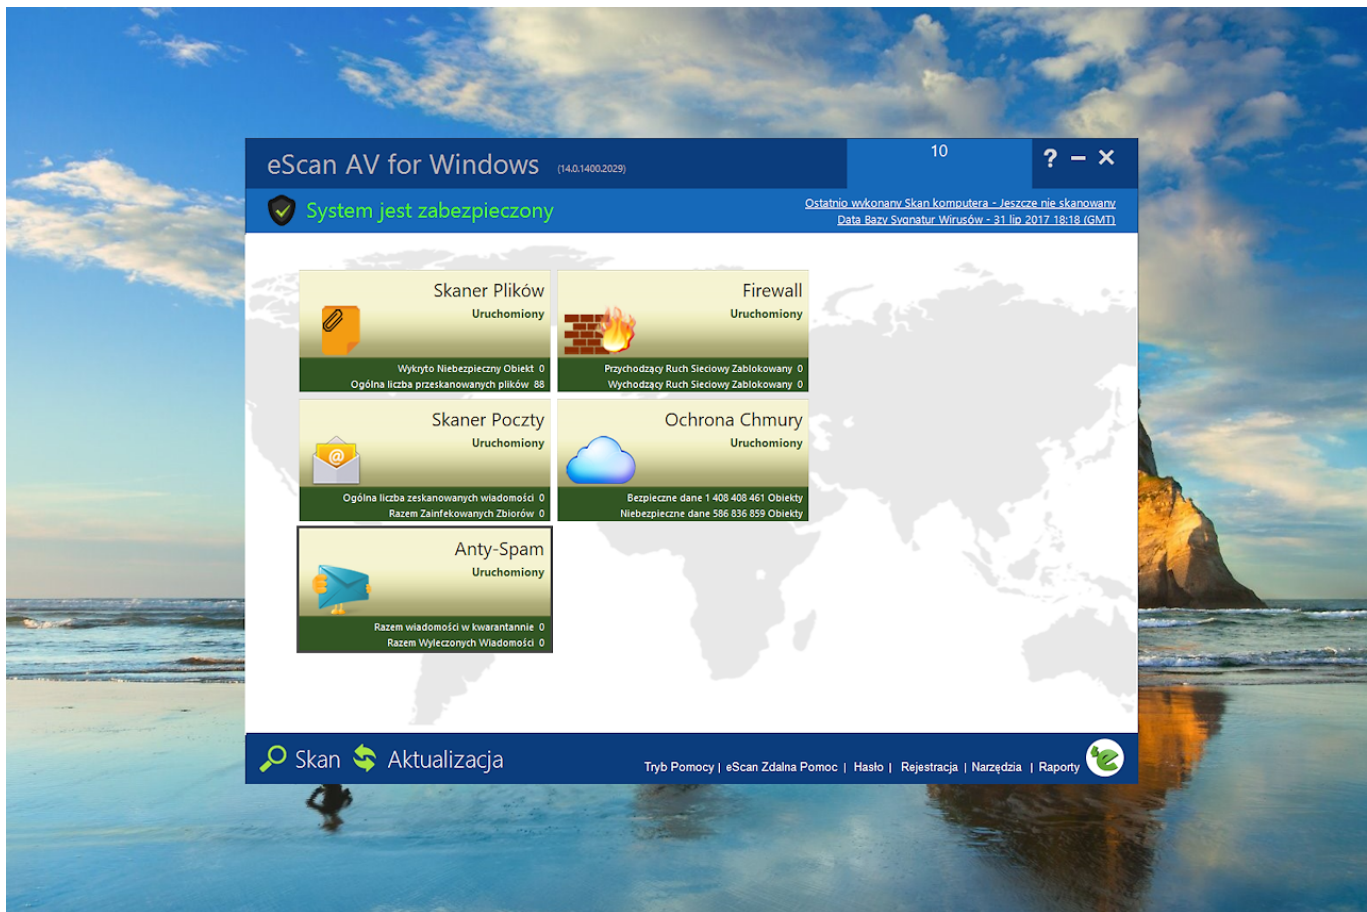 eScan AV for Windows (14.0.1400.2029)
10
? – ×
System jest zabezpieczony
Ostatnio wykonany Skan komputera - Jeszcze nie skanowany
Data Bazy Sygnatur Wirusów - 31 lip 2017 18:18 (GMT)
Skaner Plików
Uruchomiony
Wykryto Niebezpieczny Obiekt 0
Ogólna liczba przeskanowanych plików 88
Firewall
Uruchomiony
Przychodzący Ruch Sieciowy Zablokowany 0
Wychodzący Ruch Sieciowy Zablokowany 0
Skaner Poczty
Uruchomiony
Ogólna liczba zeskanowanych wiadomości 0
Razem Zainfekowanych Zbiorów 0
Ochrona Chmury
Uruchomiony
Bezpieczne dane 1 408 408 461 Obiekty
Niebezpieczne dane 586 836 859 Obiekty
Anty-Spam
Uruchomiony
Razem wiadomości w kwarantannie 0
Razem Wyleczonych Wiadomości 0
Skan Aktualizacja
Tryb Pomocy | eScan Zdalna Pomoc | Hasło | Rejestracja | Narzędzia | Raporty